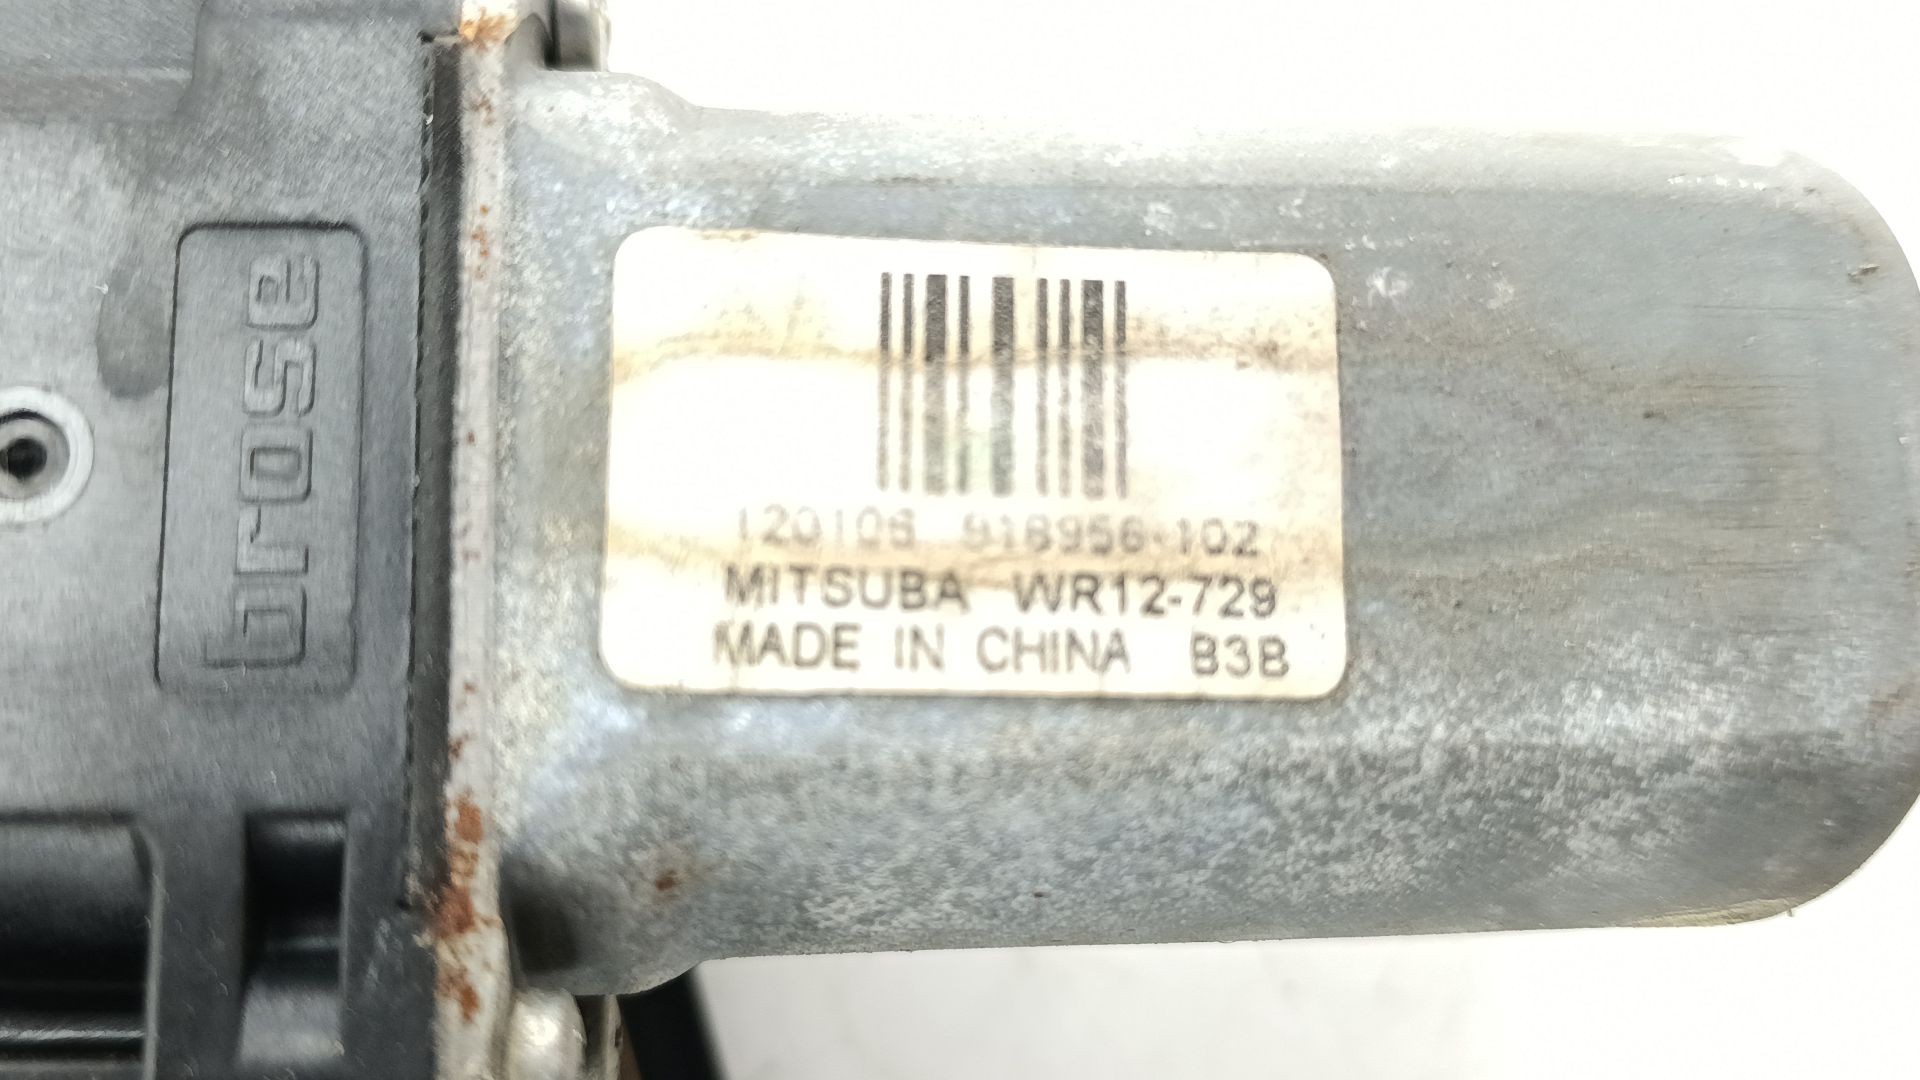 brose
120106 918956-102
MITSUBA WR12-729
MADE IN CHINA B3B